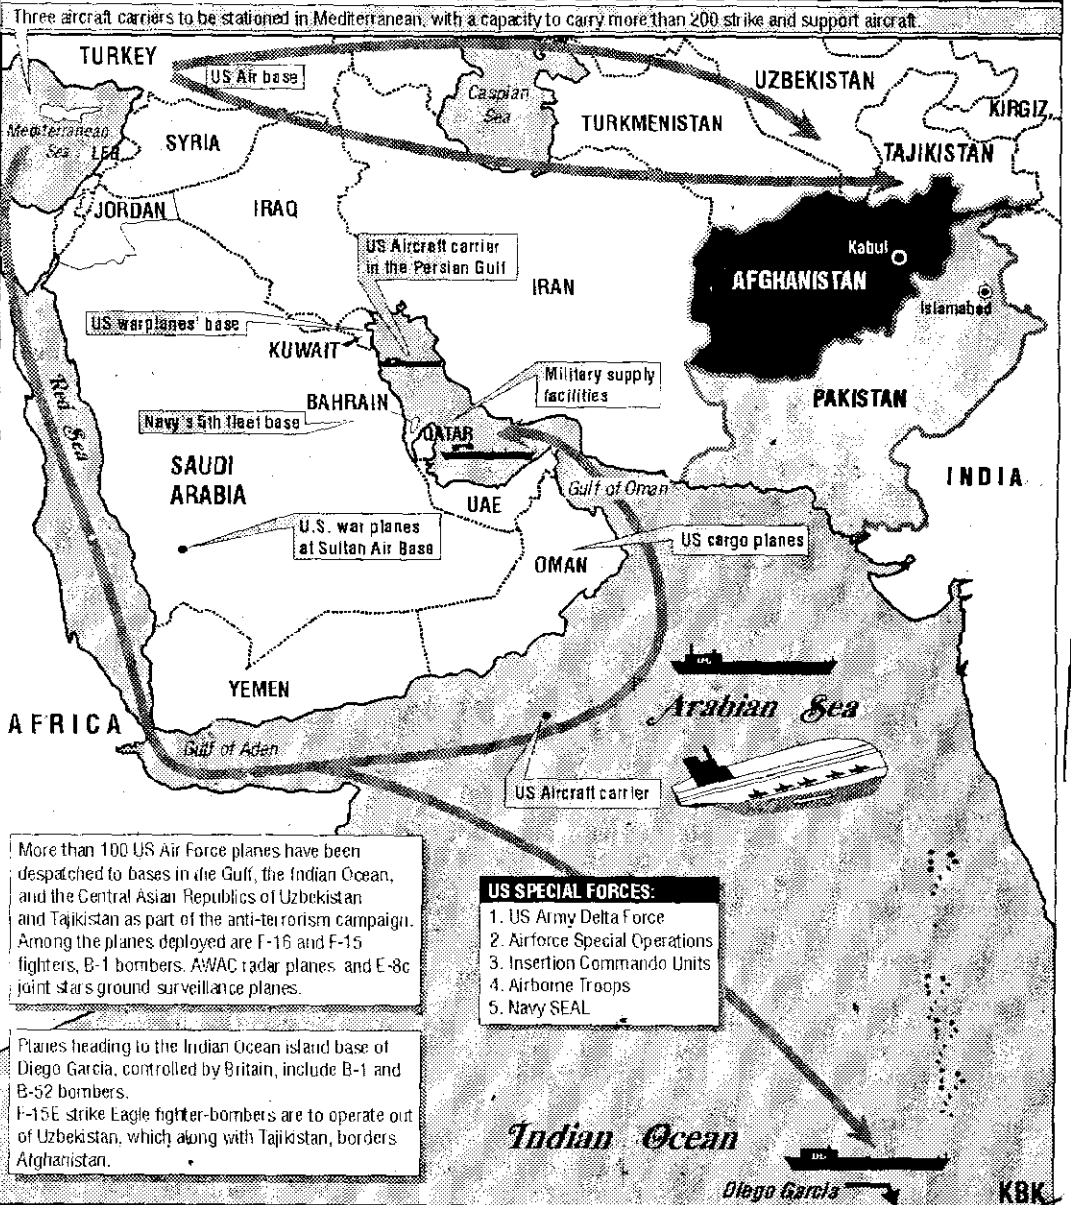 Three aircraft carriers to be stationed in Mediterranean, with a capacity to carry more than 200 strike and support aircraft.
TURKEY
US Air base
Caspian
Sea
UZBEKISTAN
KIRGIZ
TURKMENISTAN
TAJIKISTAN
Mediterranean
Sea
LEB
SYRIA
JORDAN
IRAQ
US Aircraft carrier
in the Persian Gulf
IRAN
Kabul
AFGHANISTAN
Islamabad
US warplanes' base
KUWAIT
Military supply
facilities
PAKISTAN
Red Sea
BAHRAIN
Navy's 5th fleet base
QATAR
SAUDI
ARABIA
INDIA
UAE
Gulf of Oman
U.S. war planes
at Sultan Air Base
US cargo planes
OMAN
YEMEN
Arabian Sea
AFRICA
Gulf of Adan
US Aircraft carrier
More than 100 US Air Force planes have been
despatched to bases in the Gulf, the Indian Ocean,
and the Central Asian Republics of Uzbekistan
and Tajikistan as part of the anti-terrorism campaign.
Among the planes deployed are F-16 and F-15
fighters, B-1 bombers. AWAC radar planes and E-8c
joint stars ground surveillance planes.
US SPECIAL FORCES:
1. US Army Delta Force
2. Airforce Special Operations
3. Insertion Commando Units
4. Airborne Troops
5. Navy SEAL
Planes heading to the Indian Ocean island base of
Diego Garcia, controlled by Britain, include B-1 and
B-52 bombers.
F-15E strike Eagle fighter-bombers are to operate out
of Uzbekistan, which along with Tajikistan, borders
Afghanistan.
Indian Ocean
Diego Garcia
KBK